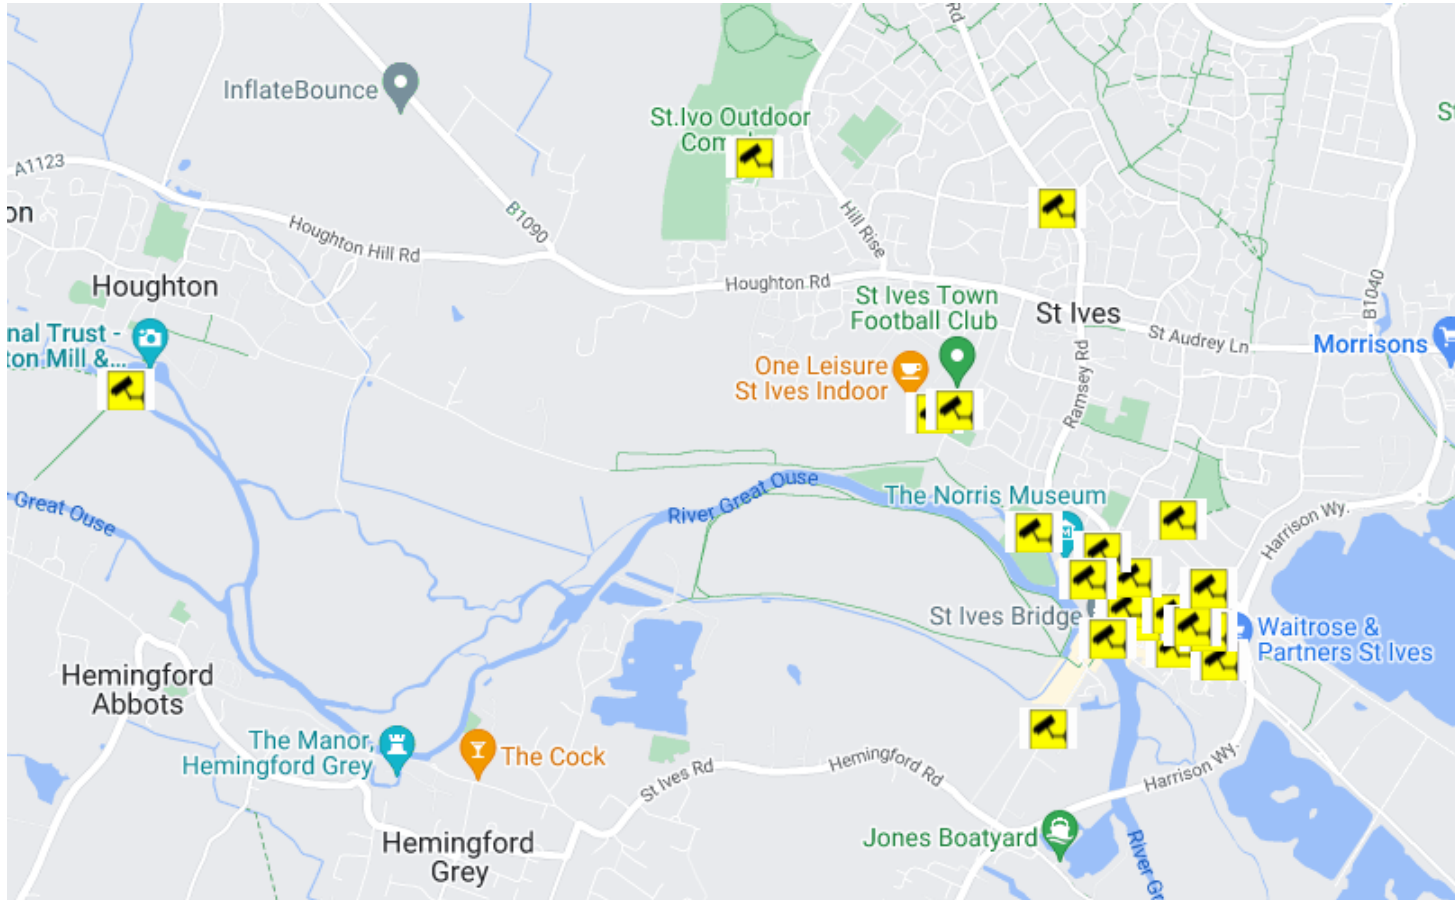 Rd
InflateBounce
St.Ivo Outdoor
A1123
on
B1090
Hill Rise
Houghton Hill Rd
Houghton
Houghton Rd
St Ives Town
Football Club
St Ives
B1040
St Audrey Ln
Morrisons
nal Trust -
ton Mill &...
One Leisure
St Ives Indoor
Ramsey Rd
Great Ouse
River Great Ouse
The Norris Museum
Harrison Wy.
St Ives Bridge
Waitrose &
Partners St Ives
Hemingford
Abbots
The Manor,
Hemingford Grey
The Cock
St Ives Rd
Hemingford Rd
Harrison Wy.
Hemingford
Grey
Jones Boatyard
River Gr